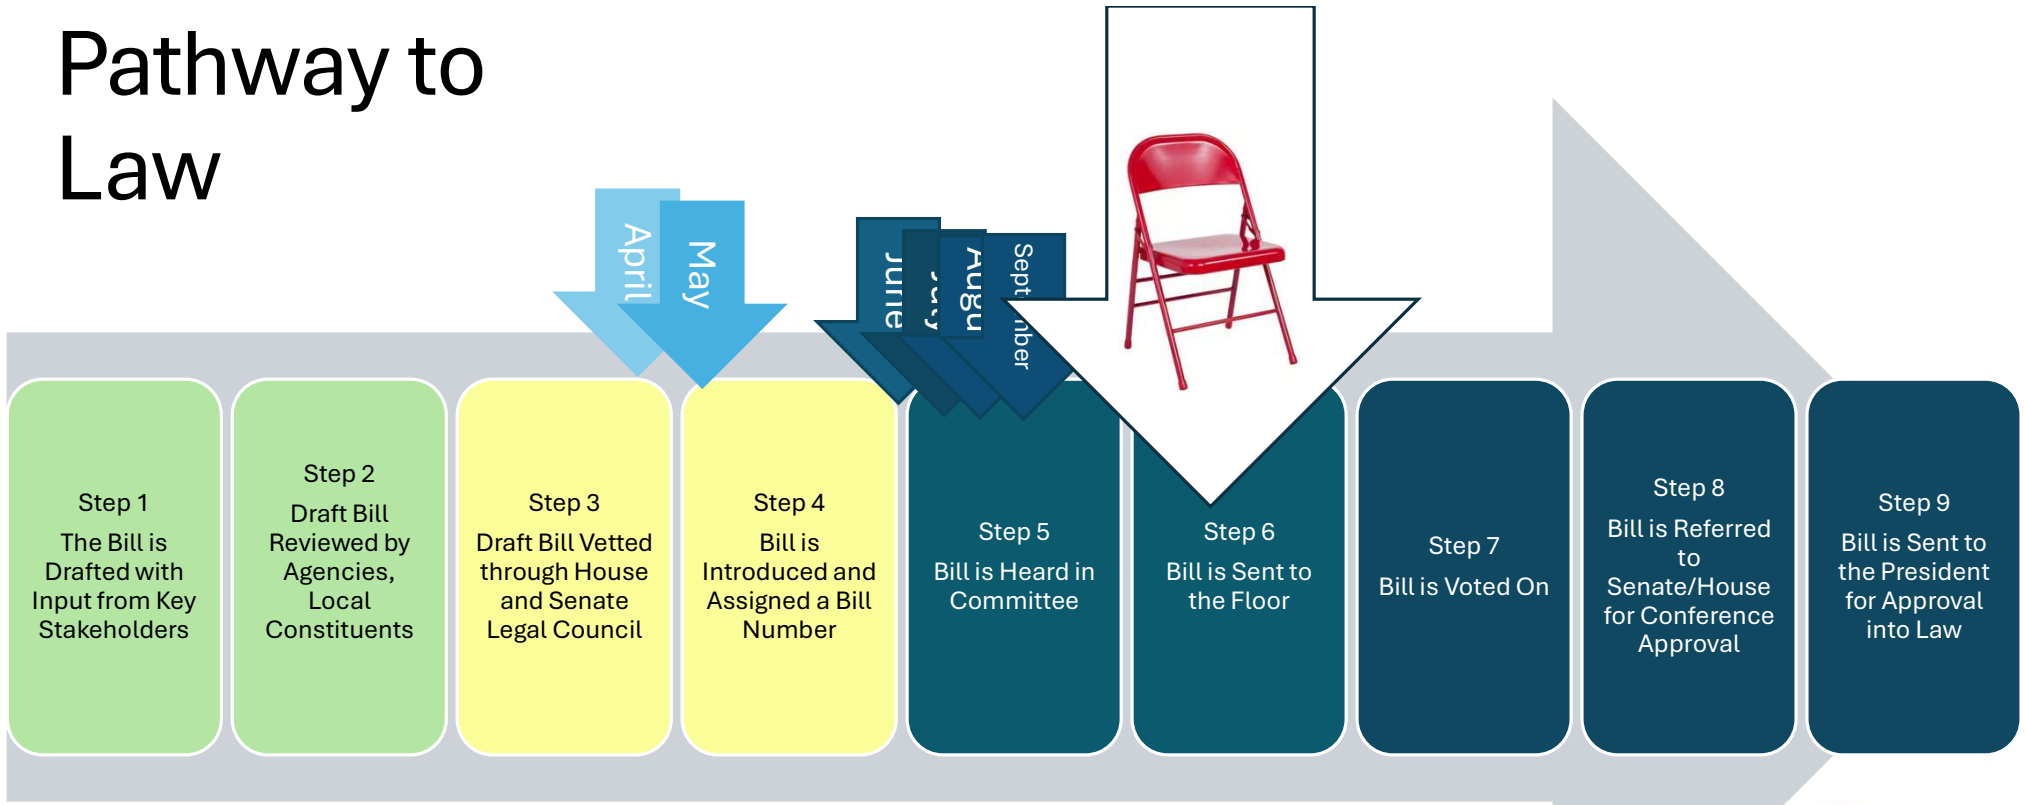 Pathway to
Law
April
May
June
July
Augu
Sept
mber
Step 1
The Bill is
Drafted with
Input from Key
Stakeholders
Step 2
Draft Bill
Reviewed by
Agencies,
Local
Constituents
Step 3
Draft Bill Vetted
through House
and Senate
Legal Council
Step 4
Bill is
Introduced and
Assigned a Bill
Number
Step 5
Bill is Heard in
Committee
Step 6
Bill is Sent to
the Floor
Step 7
Bill is Voted On
Step 8
Bill is Referred
to
Senate/House
for Conference
Approval
Step 9
Bill is Sent to
the President
for Approval
into Law